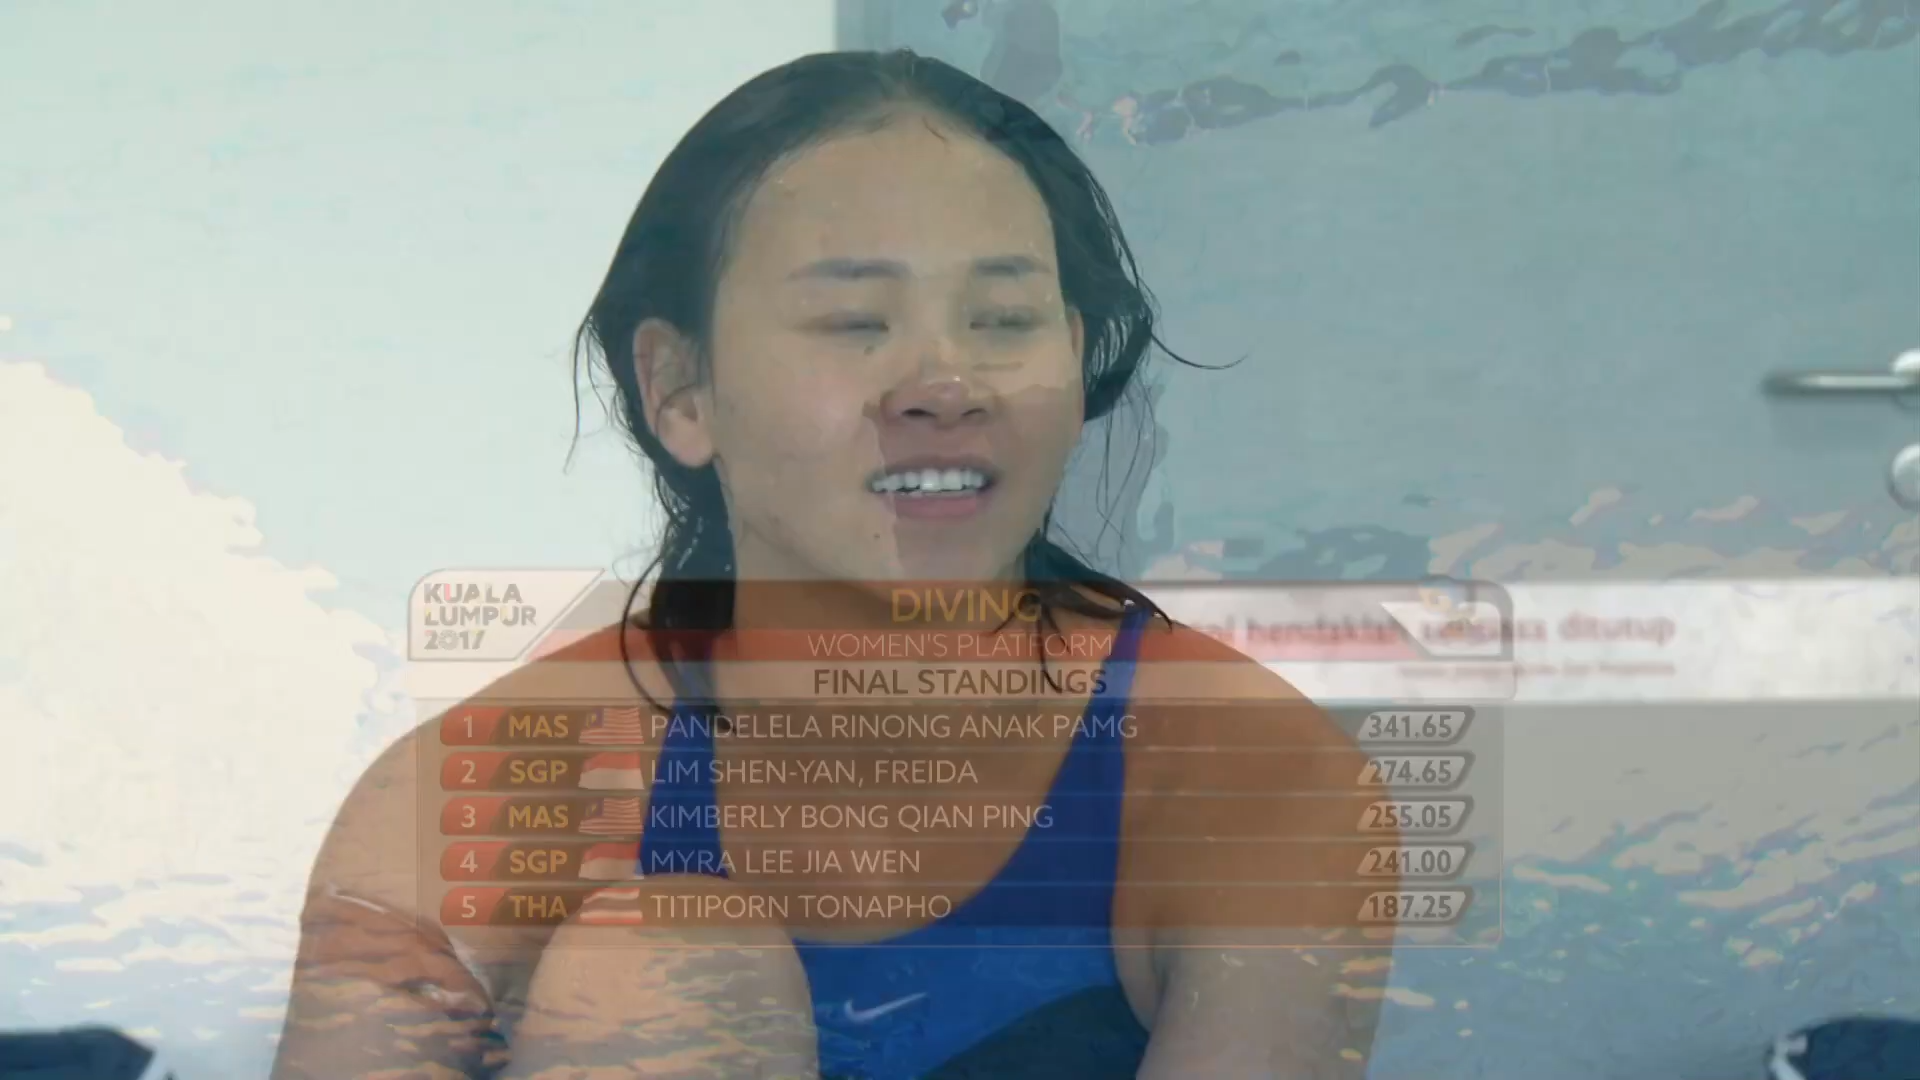 KUALA
LUMPUR
2017
DIVING
WOMEN'S PLATFORM
FINAL STANDINGS
1 MAS PANDELELA RINONG ANAK PAMG 341.65
2 SGP LIM SHEN-YAN, FREIDA 274.65
3 MAS KIMBERLY BONG QIAN PING 255.05
4 SGP MYRA LEE JIA WEN 241.00
5 THA TITIPORN TONAPHO 187.25
hendaklah ditutup